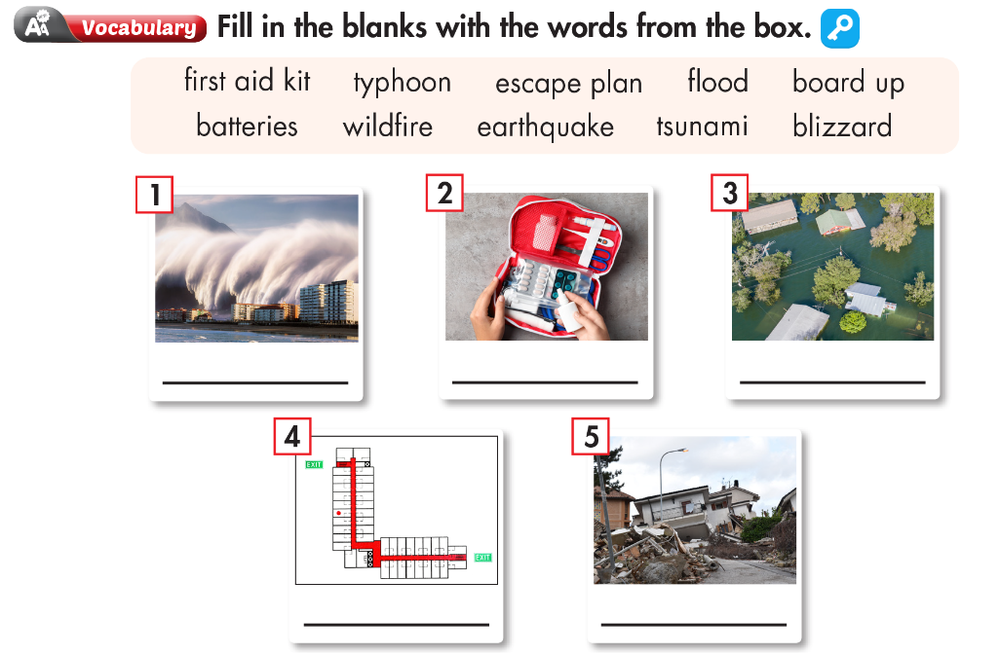 Vocabulary Fill in the blanks with the words from the box.
first aid kit typhoon escape plan flood board up
batteries wildfire earthquake tsunami blizzard
1 2 3
4 5
EXIT
EXIT